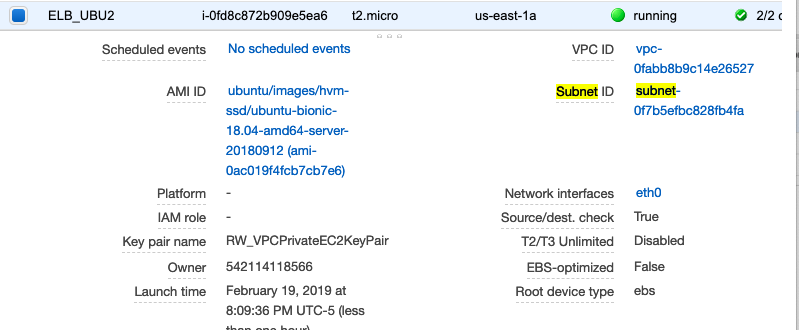 ELB_UBU2 i-0fd8c872b909e5ea6 t2.micro us-east-1a running 2/2
Scheduled events No scheduled events VPC ID vpc-
0fabb8b9c14e26527
AMI ID ubuntu/images/hvm- Subnet ID subnet-
ssd/ubuntu-bionic- 0f7b5efbc828fb4fa
18.04-amd64-server-
20180912 (ami-
0ac019f4fcb7cb7e6)
Platform - Network interfaces eth0
IAM role - Source/dest. check True
Key pair name RW_VPCPrivateEC2KeyPair T2/T3 Unlimited Disabled
Owner 542114118566 EBS-optimized False
Launch time February 19, 2019 at Root device type ebs
8:09:36 PM UTC-5 (less
than one hour)